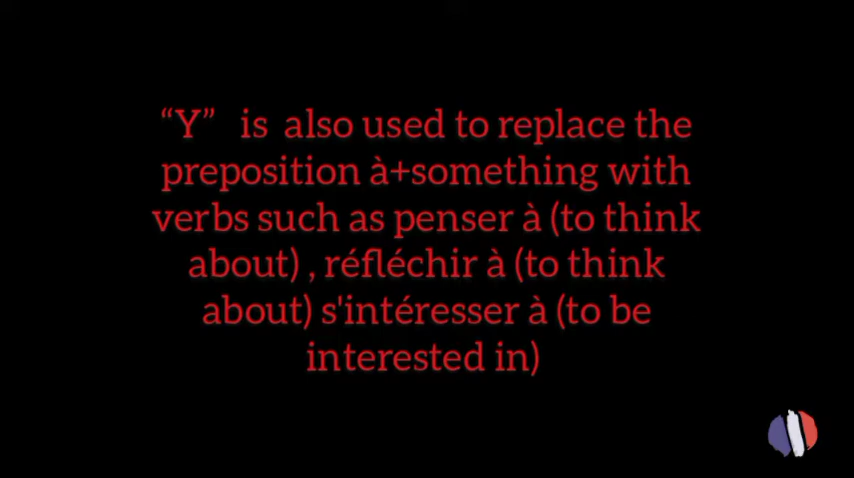 “Y” is also used to replace the
preposition à+something with
verbs such as penser à (to think
about) , réfléchir à (to think
about) s'intéresser à (to be
interested in)